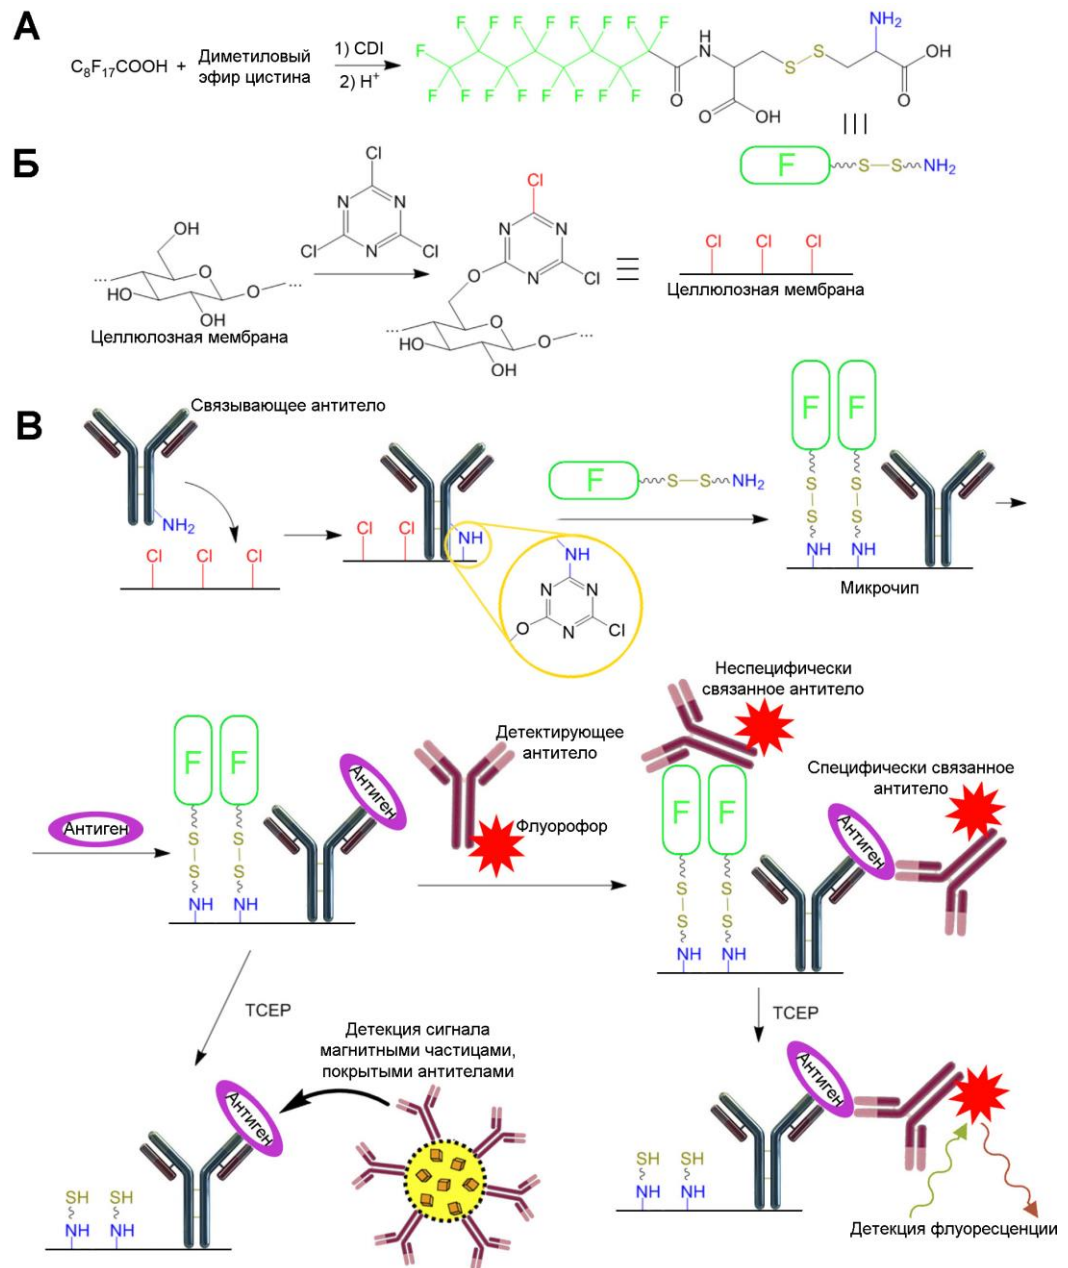 А
C8F17COOH + Диметиловый эфир цистина
1) CDI
2) H+
F F F F F F F F
F
F F F F F F F F
NH
O
O
OH
S
S
NH2
OH
O
F S S NH2
Б
Cl
N N
Cl N Cl
OH
O
HO
OH
O
Целлюлозная мембрана
Cl
N N
N
Cl
O
O
HO
OH
O
Cl Cl Cl
Целлюлозная мембрана
В
Связывающее антитело
NH2
Cl Cl Cl
Cl Cl
NH
NH
N N
O N Cl
F S S NH2
F F
S S
S S
NH NH
Микрочип
Антиген
F F
S S
S S
NH NH
Антиген
Детектирующее
антитело
Флуорофор
Неспецифически
связанное антитело
Специфически связанное
антитело
F F
S S
S S
NH NH
Антиген
TCEP
TCEP
Детекция сигнала
магнитными частицами,
покрытыми антителами
Антиген
SH SH
NH NH
Антиген
SH SH
NH NH
Детекция флуоресценции